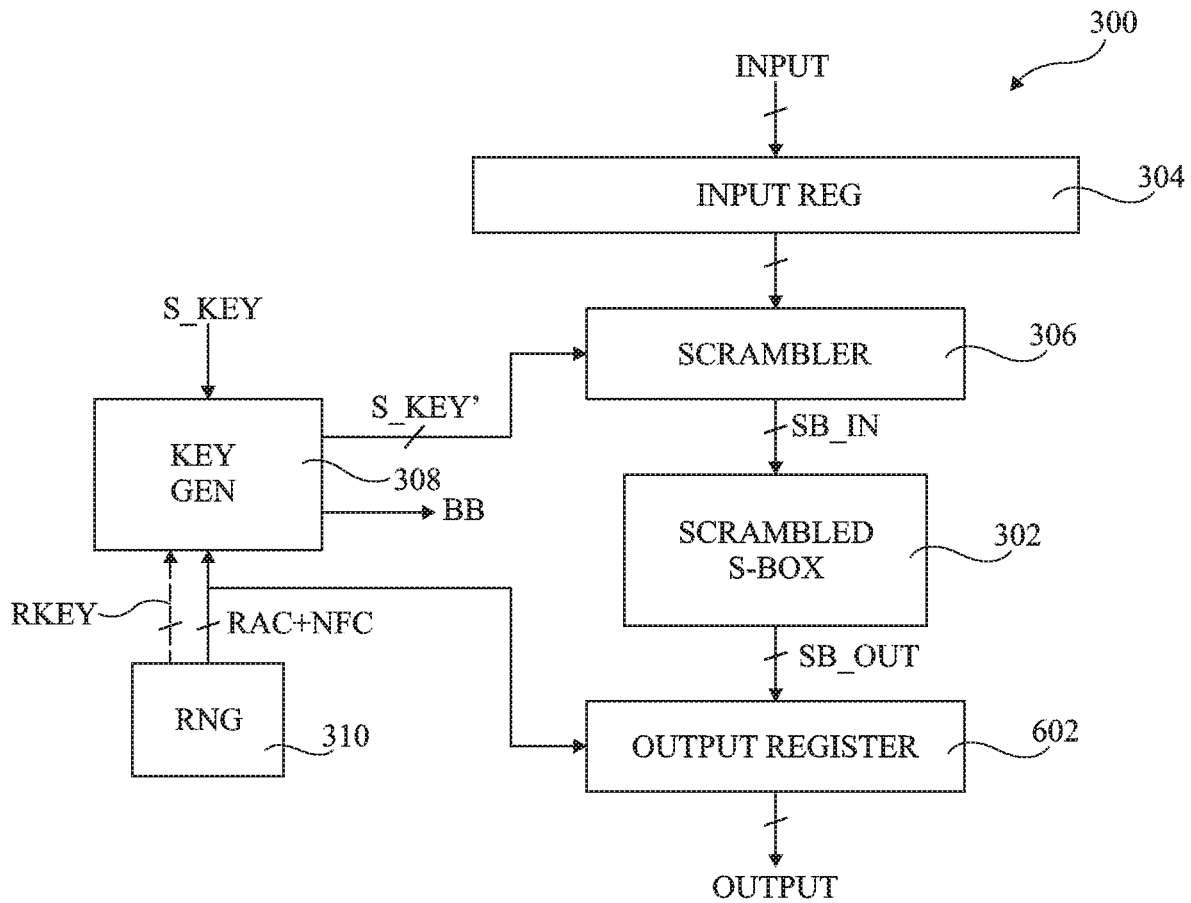 300
INPUT
INPUT REG
304
S_KEY
SCRAMBLER
306
S_KEY’
SB_IN
KEY
GEN
308
BB
SCRAMBLED
S-BOX
302
RKEY
RAC+NFC
SB_OUT
RNG
310
OUTPUT REGISTER
602
OUTPUT